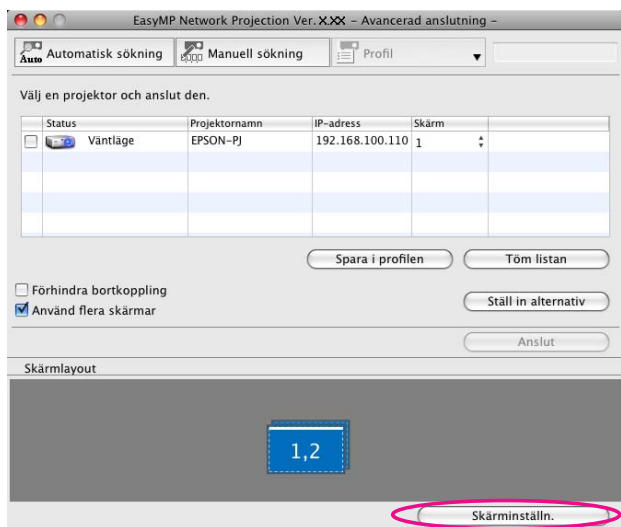 EasyMP Network Projection Ver. X.XX – Avancerad anslutning –
Auto Automatisk sökning Manuell sökning Profil
Välj en projektor och anslut den.
Status Projektornamn IP-adress Skärm
Väntläge EPSON-PJ 192.168.100.110 1
Spara i profilen Töm listan
Förhindra bortkoppling
Ställ in alternativ
Använd flera skärmar
Anslut
Skärmlayout
1,2
Skärminställn.